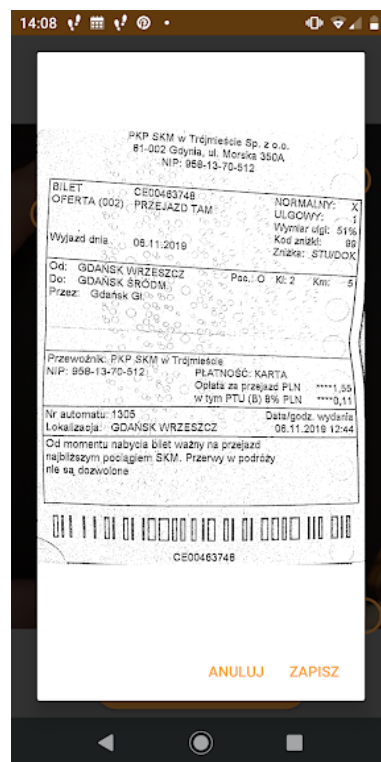 14:08
PKP SKM w Trójmieście Sp. z o.o.
81-002 Gdynia, ul. Morska 350A
NIP: 958-13-70-512
BILET CE00463748 NORMALNY: X
OFERTA (002) PRZEJAZD TAM ULGOWY: 1
Wymiar ulgi: 51%
Wyjazd dnia 06.11.2019 Kod zniżki: 99
Zniżka: STU/DOK
Od: GDAŃSK WRZESZCZ Poc.: O Kl: 2 Km: 5
Do: GDAŃSK ŚRÓDM.
Przez: Gdańsk Gł.
Przewoźnik: PKP SKM w Trójmieście
NIP: 958-13-70-512 PŁATNOŚĆ: KARTA
Opłata za przejazd PLN ****1,55
w tym PTU (B) 8% PLN ****0,11
Nr automatu: 1305 Data/godz. wydania
Lokalizacja: GDAŃSK WRZESZCZ 06.11.2019 12:44
Od momentu nabycia bilet ważny na przejazd
najbliższym pociągiem SKM. Przerwy w podróży
nie są dozwolone
CE00463748
ANULUJ ZAPISZ